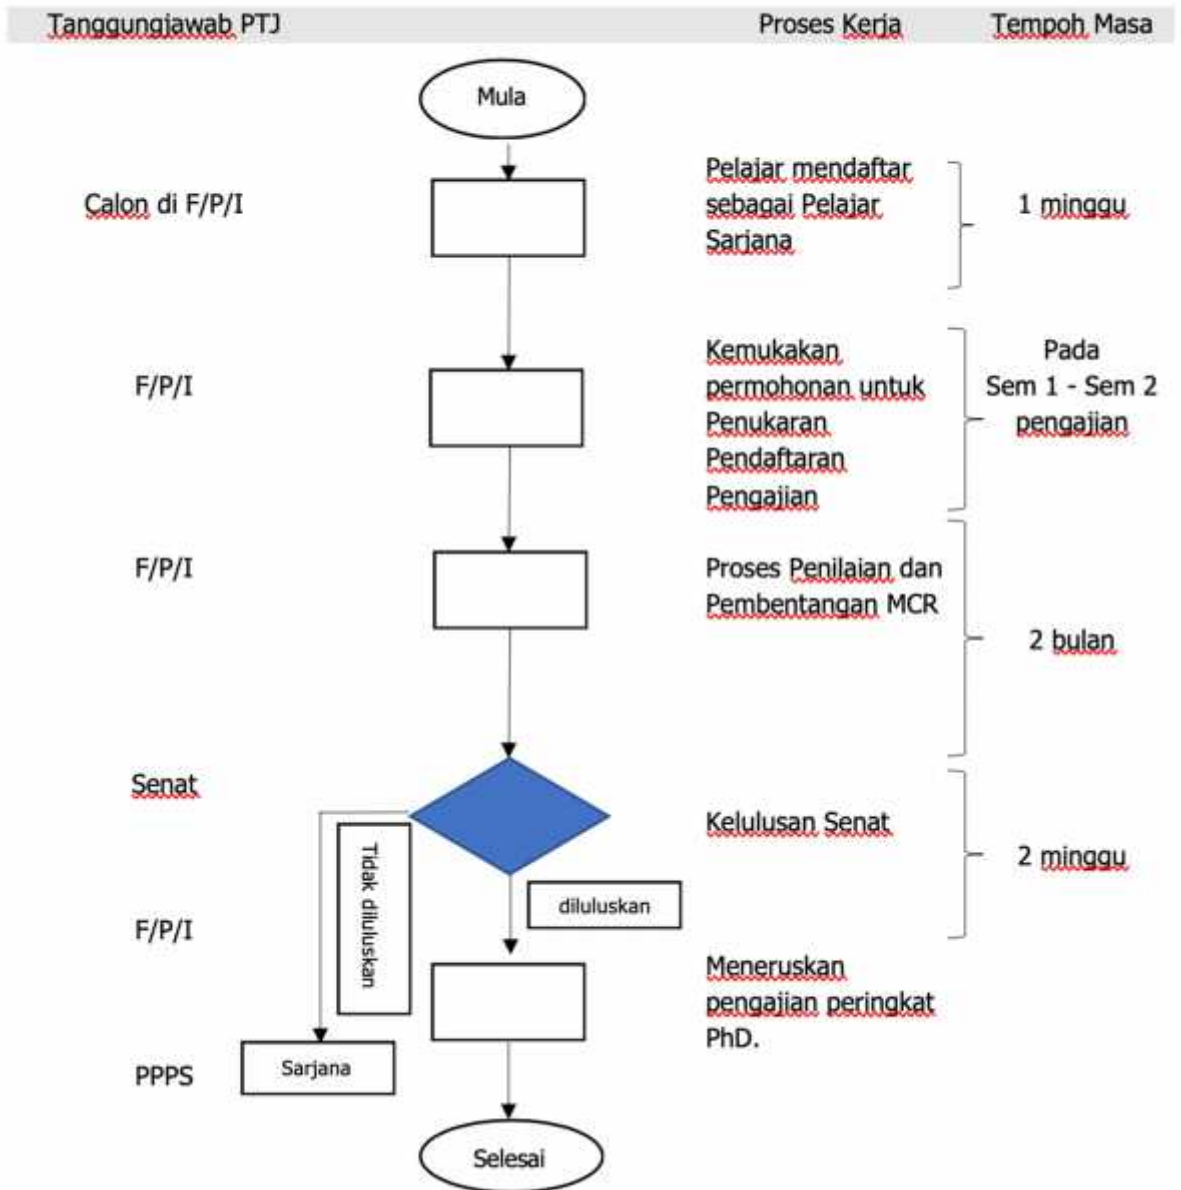 Tanggungjawab PTJ
Proses Kerja
Tempoh Masa
Mula
Calon di F/P/I
Pelajar mendaftar
sebagai Pelajar
Sarjana
1 minggu
F/P/I
Kemukakan
permohonan untuk
Penukaran
Pendaftaran
Pengajian
Pada
Sem 1 - Sem 2
pengajian
F/P/I
Proses Penilaian dan
Pembentangan MCR
2 bulan
Senat
Kelulusan Senat
2 minggu
Tidak diluluskan
diluluskan
F/P/I
Meneruskan
pengajian peringkat
PhD.
PPPS
Sarjana
Selesai